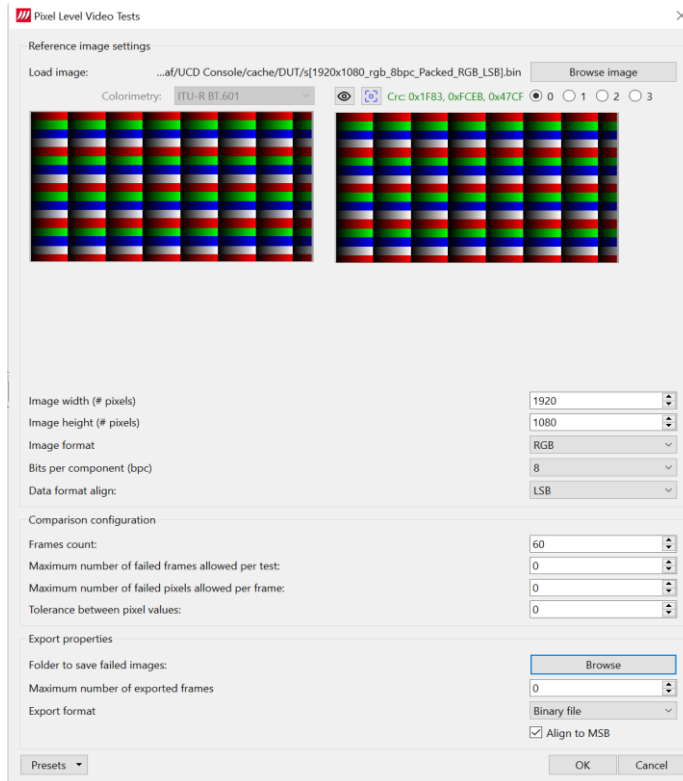 Pixel Level Video Tests
Reference image settings
Load image: ...af/UCD Console/cache/DUT/s[1920x1080_rgb_8bpc_Packed_RGB_LSB].bin Browse image
Colorimetry: ITU-R BT.601 Crc: 0x1F83, 0xFCEB, 0x47CF 0 1 2 3
Image width (# pixels) 1920
Image height (# pixels) 1080
Image format RGB
Bits per component (bpc) 8
Data format align: LSB
Comparison configuration
Frames count: 60
Maximum number of failed frames allowed per test: 0
Maximum number of failed pixels allowed per frame: 0
Tolerance between pixel values: 0
Export properties
Folder to save failed images: Browse
Maximum number of exported frames 0
Export format Binary file
Align to MSB
Presets OK Cancel